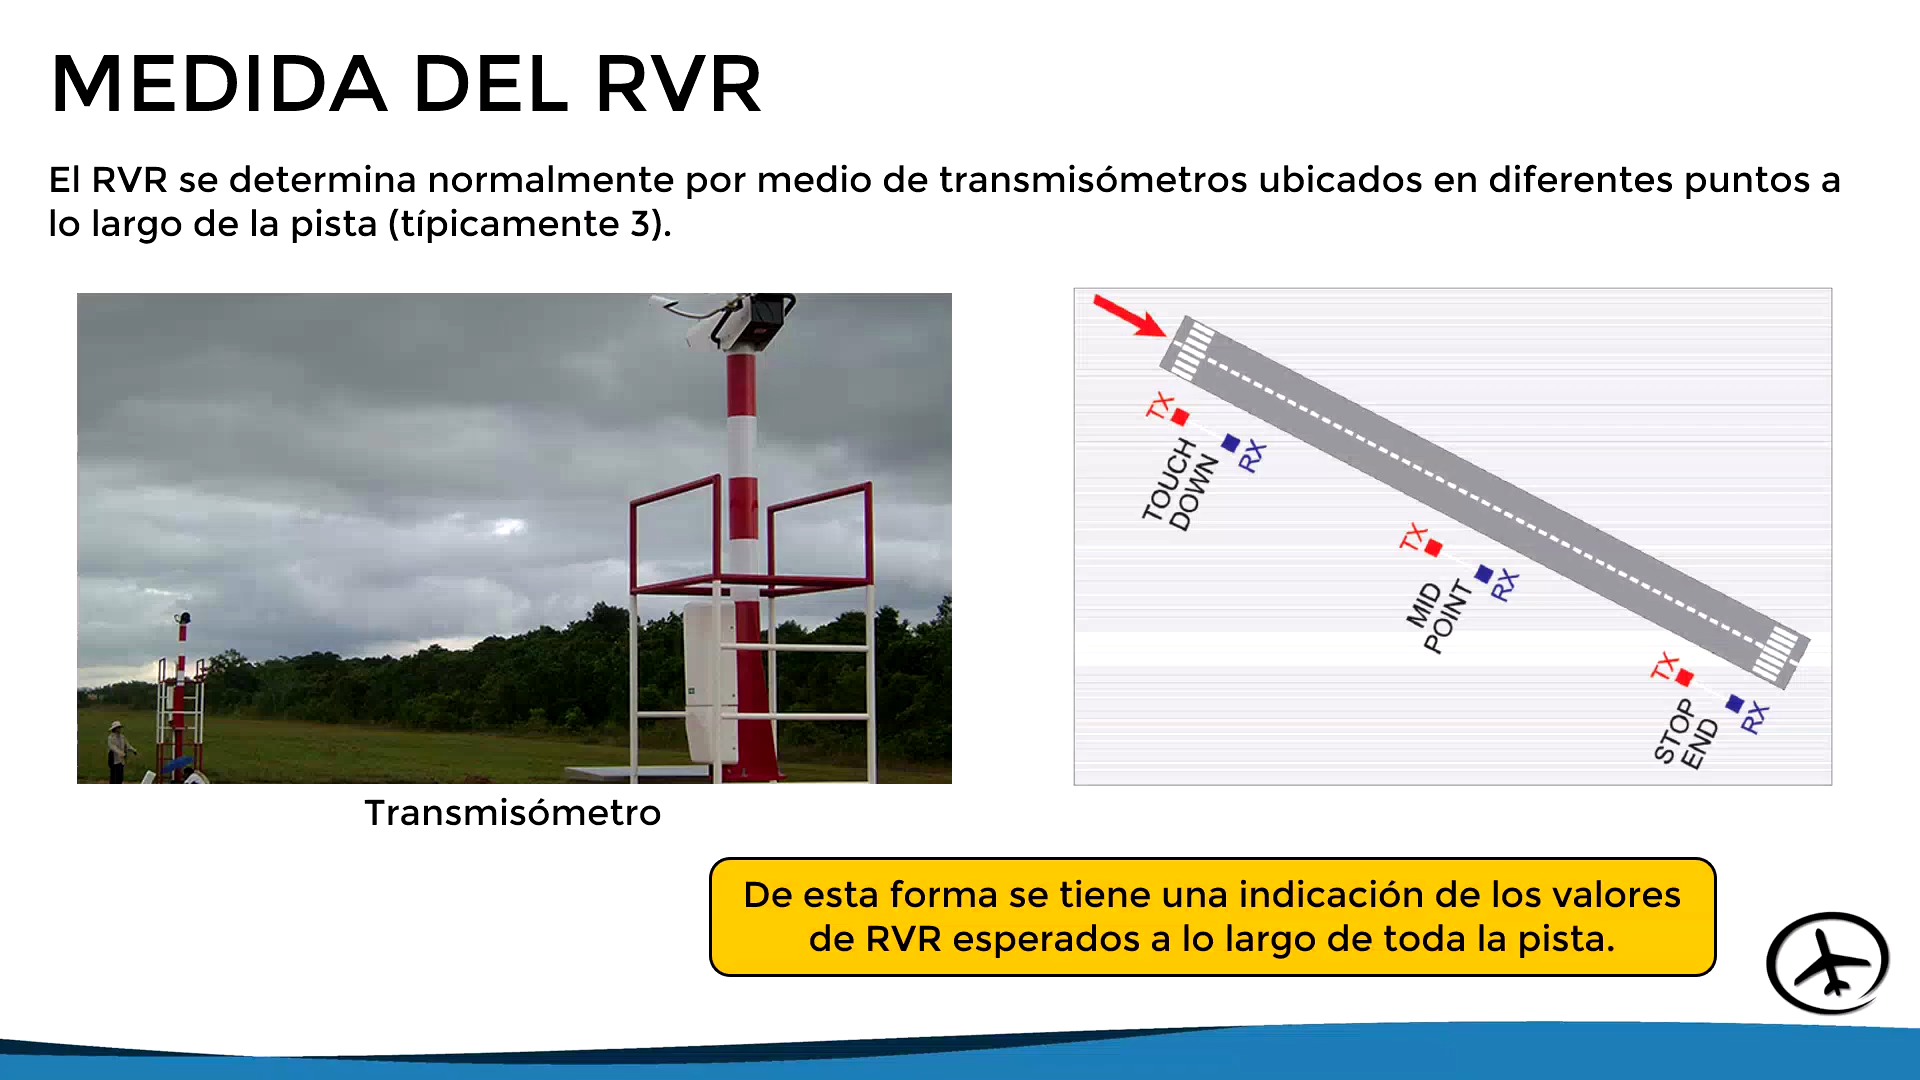 MEDIDA DEL RVR
El RVR se determina normalmente por medio de transmisómetros ubicados en diferentes puntos a
lo largo de la pista (típicamente 3).
TX
RX
TOUCH
DOWN
TX
RX
MID
POINT
TX
RX
STOP
END
Transmisómetro
De esta forma se tiene una indicación de los valores
de RVR esperados a lo largo de toda la pista.